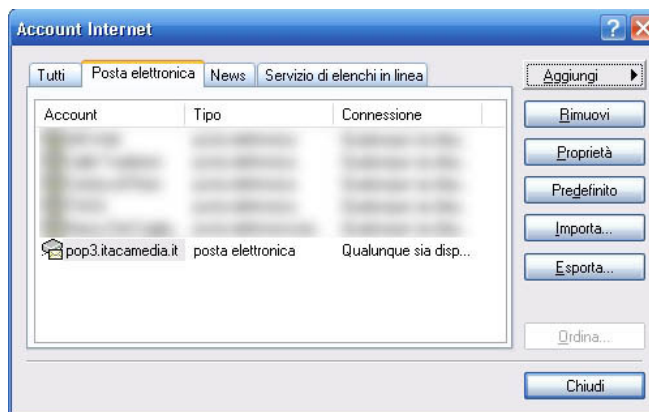 Account Internet
Tutti Posta elettronica News Servizio di elenchi in linea
Account Tipo Connessione
pop3.itacamedia.it posta elettronica Qualunque sia disp...
Aggiungi
Rimuovi
Proprietà
Predefinito
Importa...
Esporta...
Ordina...
Chiudi